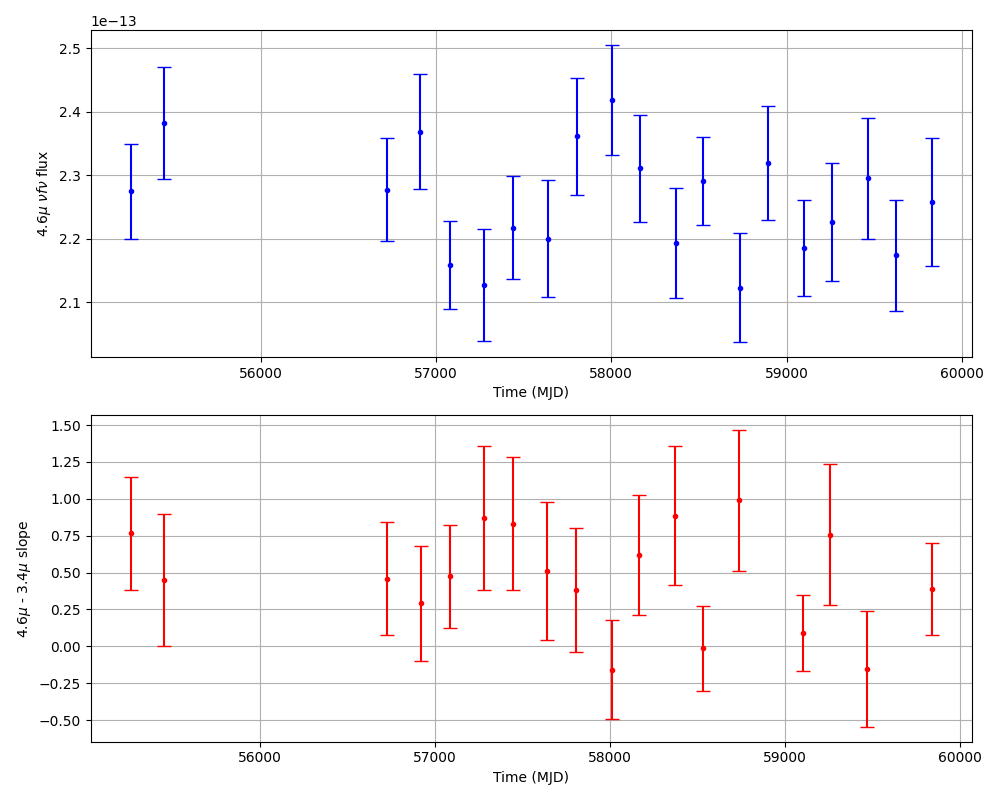 1e−13
4.6μ νfν flux
2.5
2.4
2.3
2.2
2.1
56000 57000 58000 59000 60000
Time (MJD)
4.6μ - 3.4μ slope
1.50
1.25
1.00
0.75
0.50
0.25
0.00
−0.25
−0.50
56000 57000 58000 59000 60000
Time (MJD)